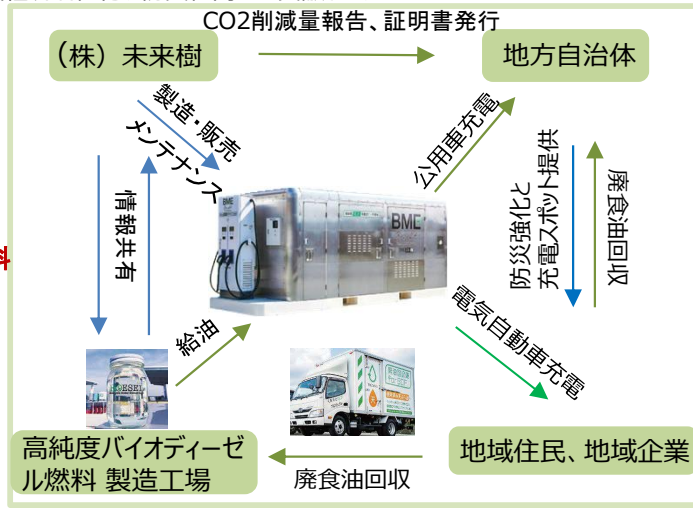 CO2削減量報告、証明書発行
（株）未来樹
地方自治体
製造・販売
メンテナンス
公用車充電
情報共有
防災強化と
充電スポット提供
廃食油回収
BME
給油
電気自動車充電
高純度バイオディーゼ
ル燃料 製造工場
廃食油回収
地域住民、地域企業